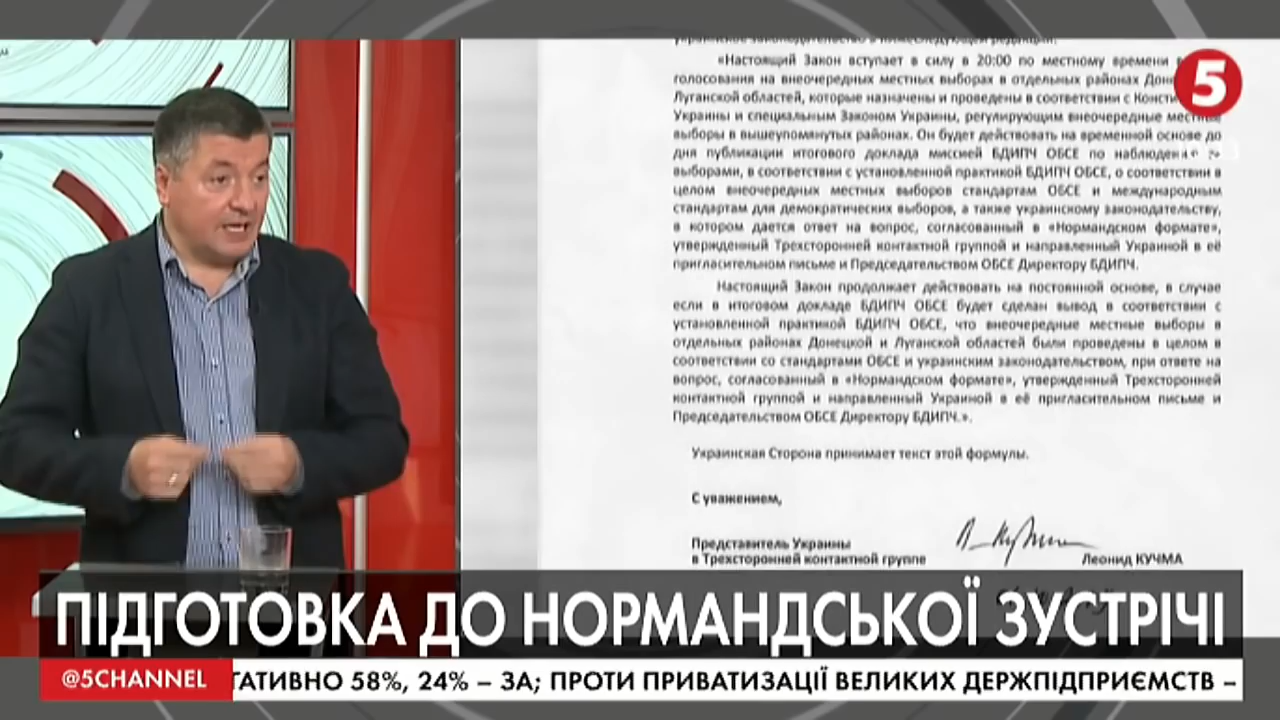 украинское законодательство в нижеследующей редакции:
«Настоящий Закон вступает в силу в 20:00 по местному времени в
голосования на внеочередных местных выборах в отдельных районах Дон
Луганской областей, которые назначены и проведены в соответствии с Консти
Украины и специальным Законом Украины, регулирующим внеочередные местные
выборы в вышеупомянутых районах. Он будет действовать на временной основе до
дня публикации итогового доклада миссией БДИПЧ ОБСЕ по наблюдению
выборами, в соответствии с установленной практикой БДИПЧ ОБСЕ, о соответствии в
целом внеочередных местных выборов стандартам ОБСЕ и международным
стандартам для демократических выборов, а также украинскому законодательству,
в котором дается ответ на вопрос, согласованный в «Нормандском формате»,
утвержденный Трехсторонней контактной группой и направленный Украиной в её
пригласительном письме и Председательством ОБСЕ Директору БДИПЧ.
Настоящий Закон продолжает действовать на постоянной основе, в случае
если в итоговом докладе БДИПЧ ОБСЕ будет сделан вывод в соответствии с
установленной практикой БДИПЧ ОБСЕ, что внеочередные местные выборы в
отдельных районах Донецкой и Луганской областей были проведены в целом в
соответствии со стандартами ОБСЕ и украинским законодательством, при ответе на
вопрос, согласованный в «Нормандском формате», утвержденный Трехсторонней
контактной группой и направленный Украиной в её пригласительном письме и
Председательством ОБСЕ Директору БДИПЧ.».
Украинская Сторона принимает текст этой формулы.
С уважением,
Представитель Украины
в Трехсторонней контактной группе Леонид КУЧМА
5
ПІДГОТОВКА ДО НОРМАНДСЬКОЇ ЗУСТРІЧІ
@5CHANNEL ТАТИВНО 58%, 24% – ЗА; ПРОТИ ПРИВАТИЗАЦІЇ ВЕЛИКИХ ДЕРЖПІДПРИЄМСТВ –